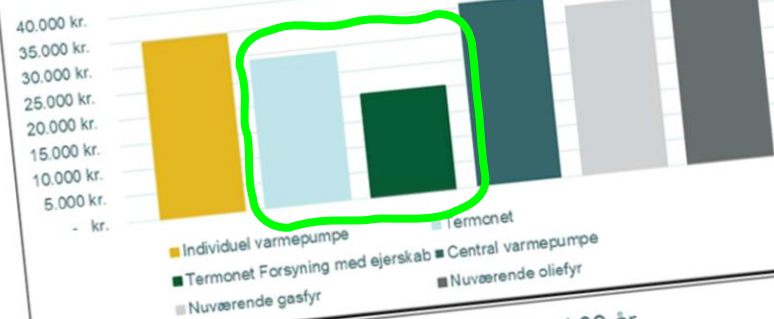 40.000 kr.
35.000 kr.
30.000 kr.
25.000 kr.
20.000 kr.
15.000 kr.
10.000 kr.
5.000 kr.
- kr.
Individuel varmepumpe
Termonet
Termonet Forsyning med ejerskab
Central varmepumpe
Nuværende gasfyr
Nuværende oliefyr
år